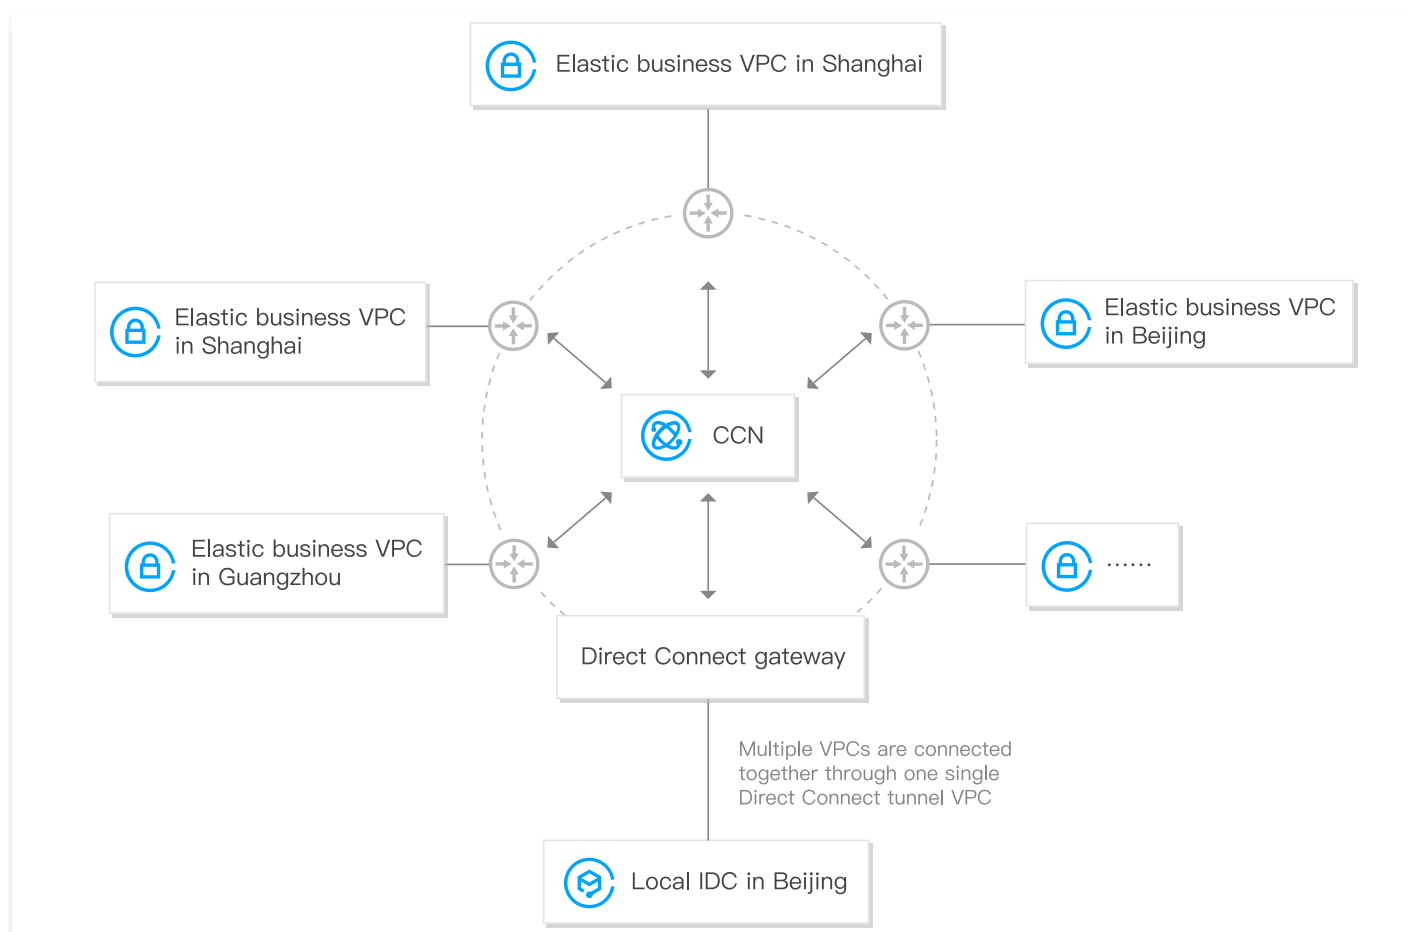 Elastic business VPC in Shanghai
Elastic business VPC
in Shanghai
Elastic business VPC
in Beijing
CCN
Elastic business VPC
in Guangzhou
······
Direct Connect gateway
Multiple VPCs are connected
together through one single
Direct Connect tunnel VPC
Local IDC in Beijing